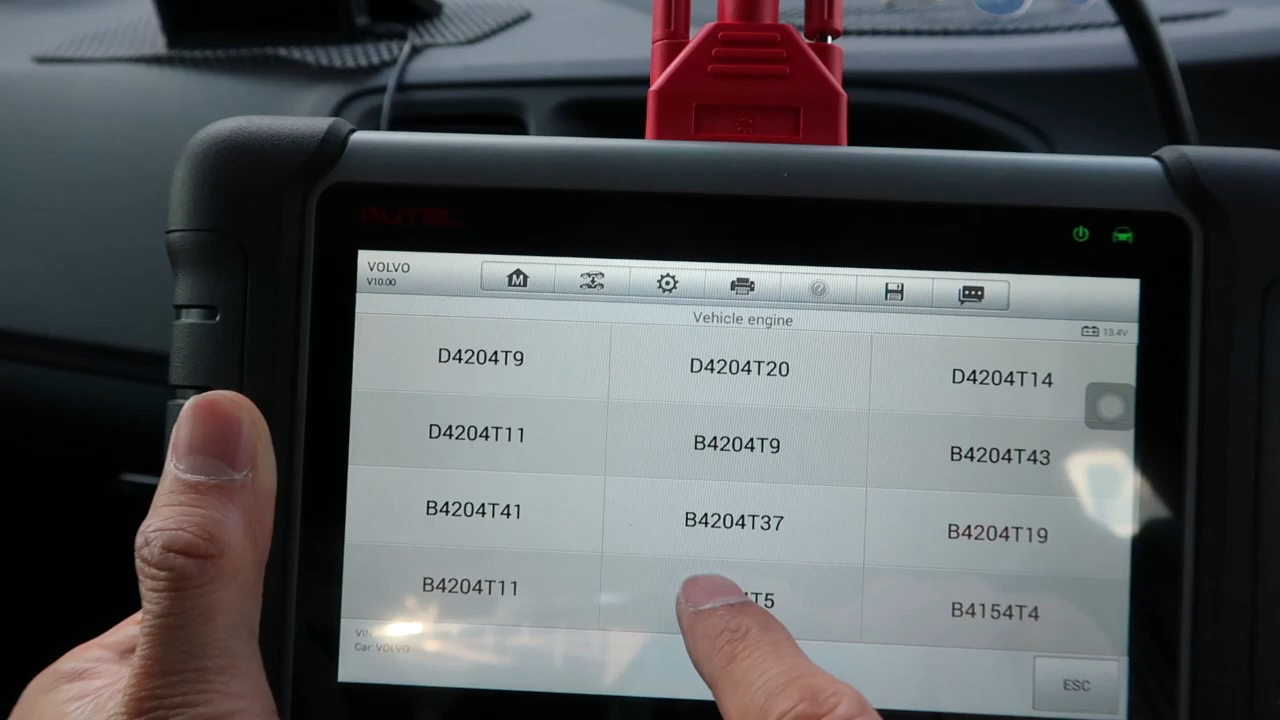 AUTEL
VOLVO
V10.00
M
Vehicle engine
13.4V
D4204T9 D4204T20 D4204T14
D4204T11 B4204T9 B4204T43
B4204T41 B4204T37 B4204T19
B4204T11 T5 B4154T4
VIN
Car: VOLVO
ESC